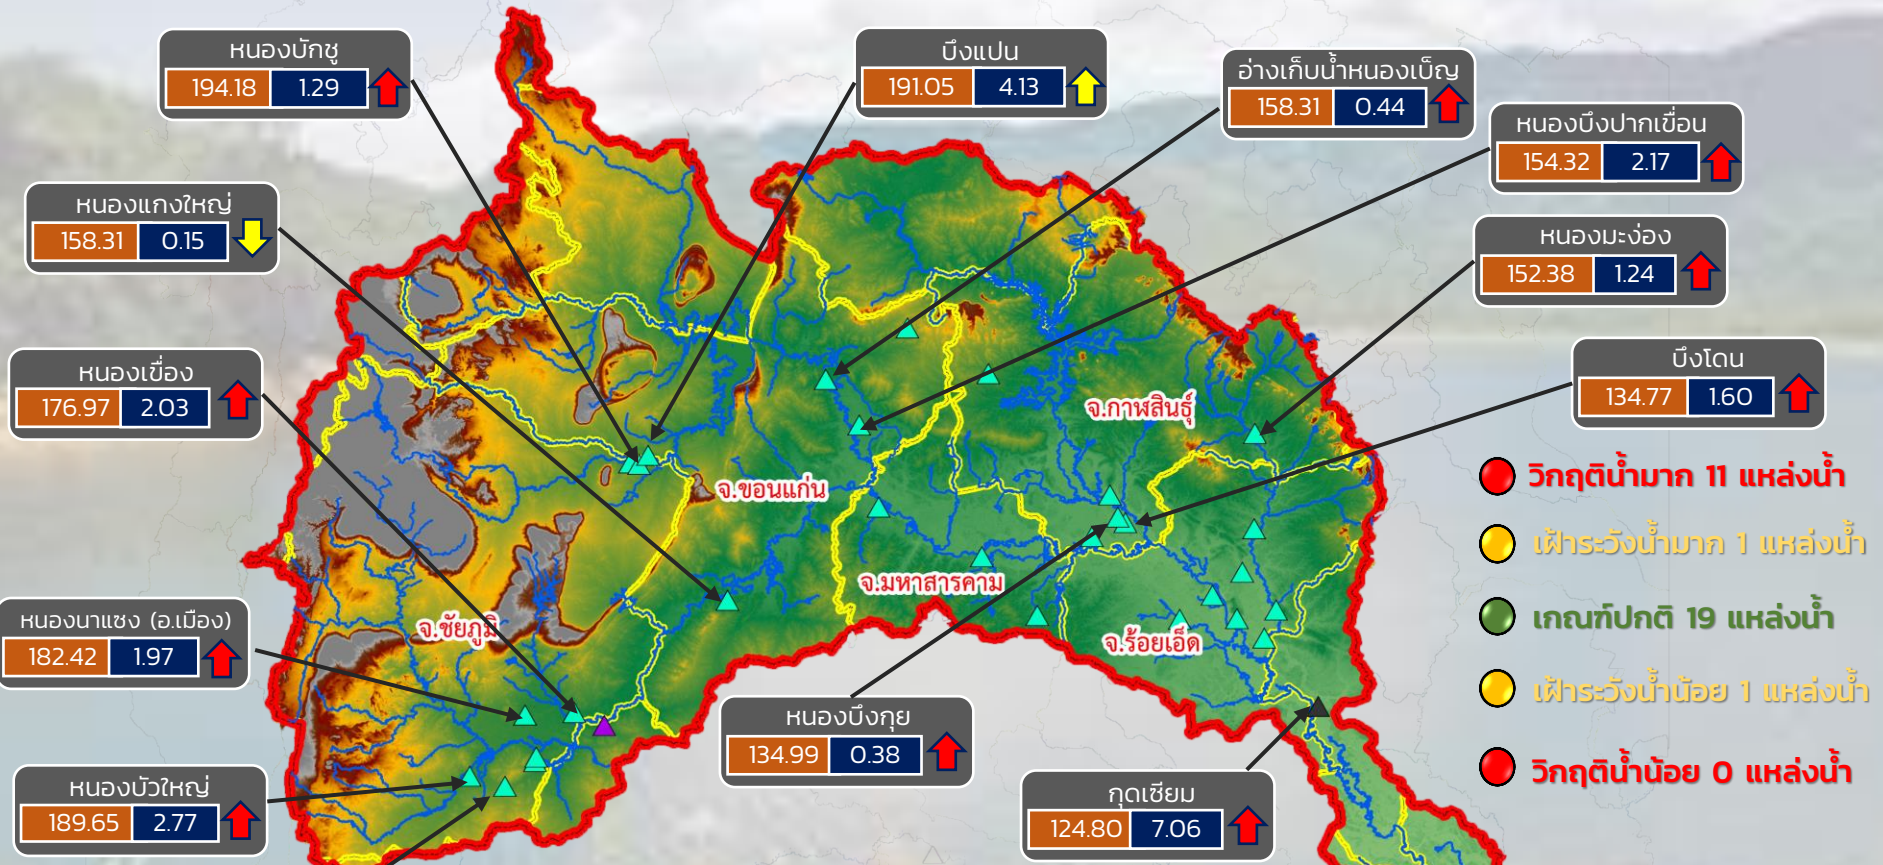 หนองบักชู
194.18 1.29
บึงแปน
191.05 4.13
อ่างเก็บน้ำหนองเบ็ญ
158.31 0.44
หนองบึงปากเขื่อน
154.32 2.17
หนองแกงใหญ่
158.31 0.15
หนองมะง่อง
152.38 1.24
หนองเขื่อง
176.97 2.03
บึงโดน
134.77 1.60
จ.กาฬสินธุ์
จ.ขอนแก่น
จ.มหาสารคาม
จ.ชัยภูมิ
จ.ร้อยเอ็ด
วิกฤติน้ำมาก 11 แหล่งน้ำ
เฝ้าระวังน้ำมาก 1 แหล่งน้ำ
เกณฑ์ปกติ 19 แหล่งน้ำ
เฝ้าระวังน้ำน้อย 1 แหล่งน้ำ
วิกฤติน้ำน้อย 0 แหล่งน้ำ
หนองนาแซง (อ.เมือง)
182.42 1.97
หนองบึงกุย
134.99 0.38
หนองบัวใหญ่
189.65 2.77
กุดเซียม
124.80 7.06